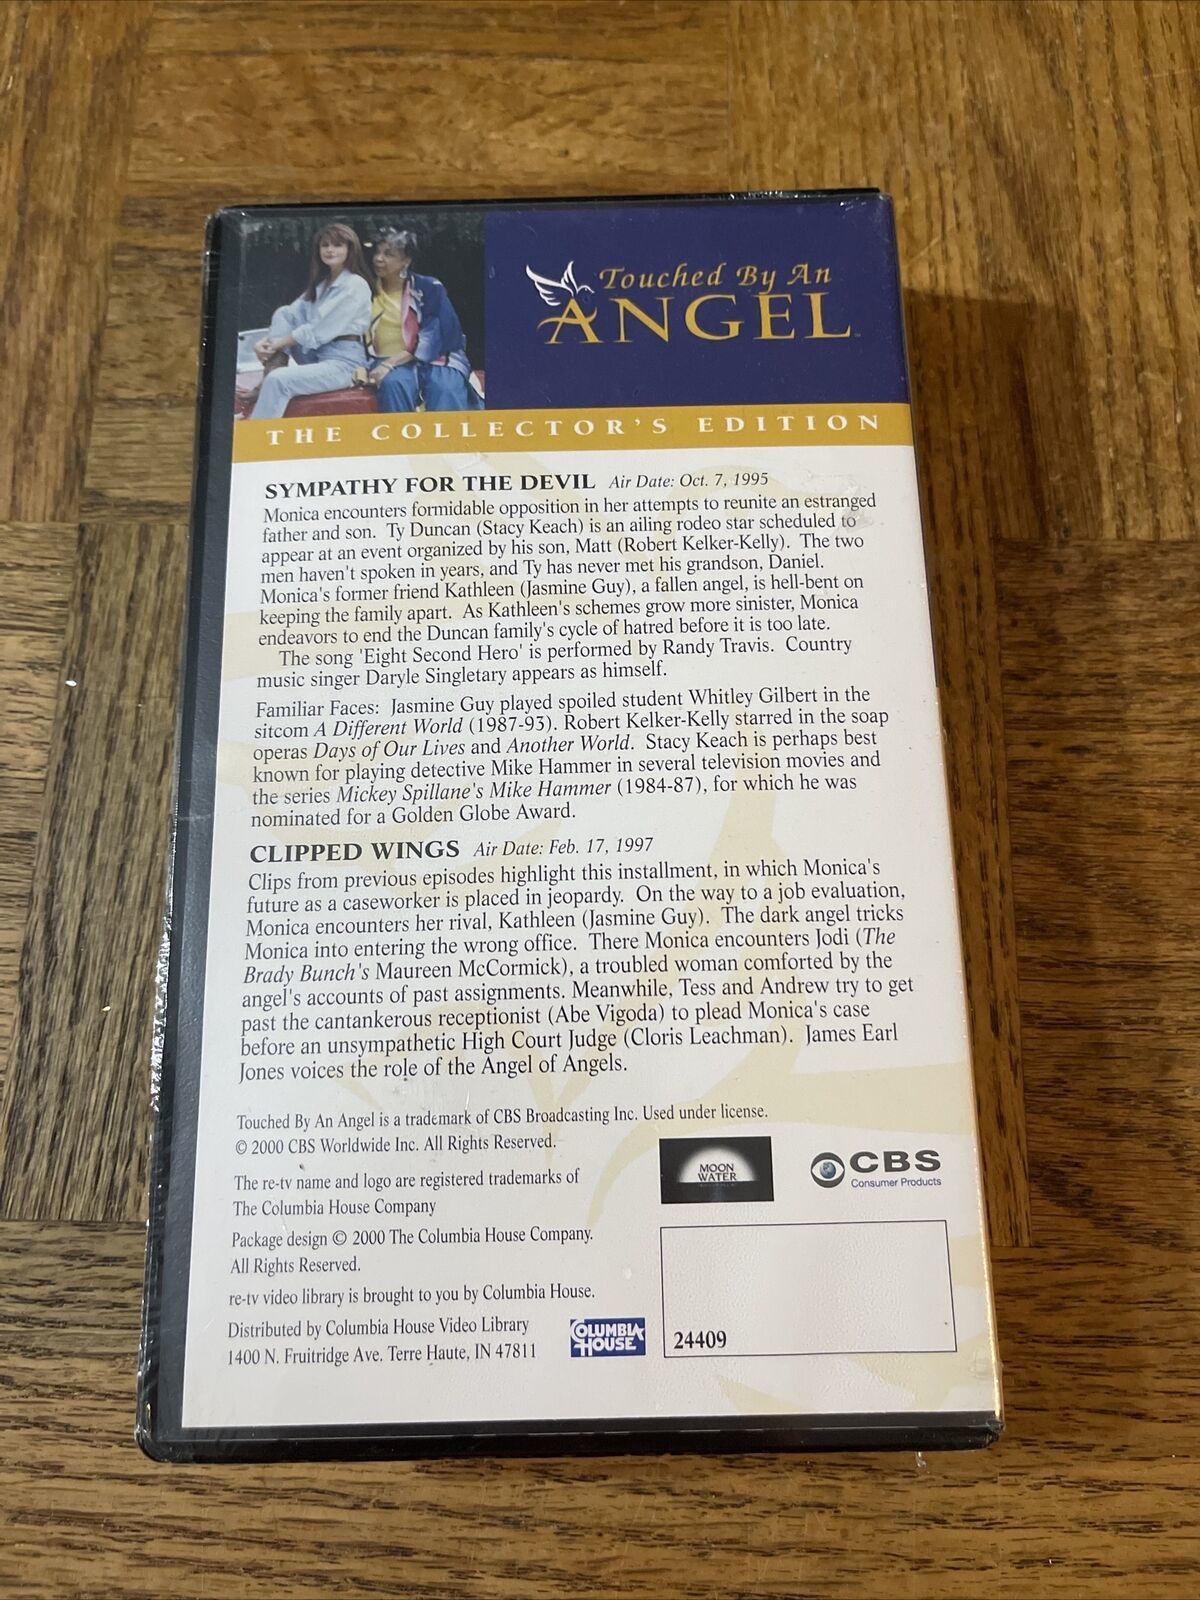 Touched By An
ANGEL
THE COLLECTOR'S EDITION
SYMPATHY FOR THE DEVIL Air Date: Oct. 7, 1995
Monica encounters formidable opposition in her attempts to reunite an estranged
father and son. Ty Duncan (Stacy Keach) is an ailing rodeo star scheduled to
appear at an event organized by his son, Matt (Robert Kelker-Kelly). The two
men haven't spoken in years, and Ty has never met his grandson, Daniel.
Monica's former friend Kathleen (Jasmine Guy), a fallen angel, is hell-bent on
keeping the family apart. As Kathleen's schemes grow more sinister, Monica
endeavors to end the Duncan family's cycle of hatred before it is too late.
The song 'Eight Second Hero' is performed by Randy Travis. Country
music singer Daryle Singletary appears as himself.
Familiar Faces: Jasmine Guy played spoiled student Whitley Gilbert in the
sitcom A Different World (1987-93). Robert Kelker-Kelly starred in the soap
operas Days of Our Lives and Another World. Stacy Keach is perhaps best
known for playing detective Mike Hammer in several television movies and
the series Mickey Spillane's Mike Hammer (1984-87), for which he was
nominated for a Golden Globe Award.
CLIPPED WINGS Air Date: Feb. 17, 1997
Clips from previous episodes highlight this installment, in which Monica's
future as a caseworker is placed in jeopardy. On the way to a job evaluation,
Monica encounters her rival, Kathleen (Jasmine Guy). The dark angel tricks
Monica into entering the wrong office. There Monica encounters Jodi (The
Brady Bunch's Maureen McCormick), a troubled woman comforted by the
angel's accounts of past assignments. Meanwhile, Tess and Andrew try to get
past the cantankerous receptionist (Abe Vigoda) to plead Monica's case
before an unsympathetic High Court Judge (Cloris Leachman). James Earl
Jones voices the role of the Angel of Angels.
Touched By An Angel is a trademark of CBS Broadcasting Inc. Used under license.
© 2000 CBS Worldwide Inc. All Rights Reserved.
The re-tv name and logo are registered trademarks of
The Columbia House Company
Package design © 2000 The Columbia House Company.
All Rights Reserved.
re-tv video library is brought to you by Columbia House.
Distributed by Columbia House Video Library
1400 N. Fruitridge Ave. Terre Haute, IN 47811
COLUMBIA
HOUSE
MOON
WATER
CBS
Consumer Products
24409